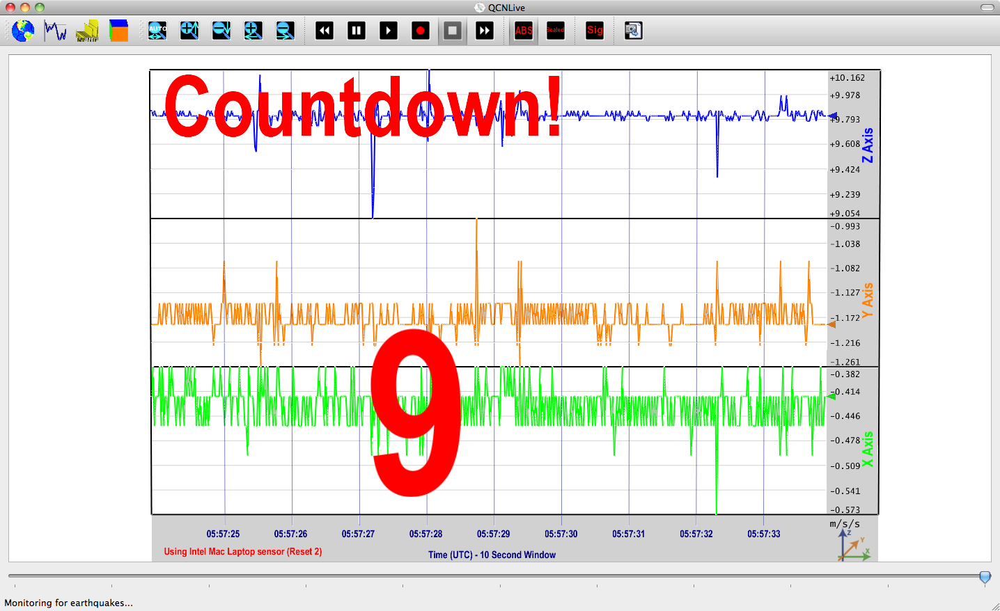 QCNLive
AUTO
ABS
Scaled
Sig
Countdown!
+10.162
+9.978
+9.793
+9.608
+9.424
+9.239
+9.054
Z Axis
-0.993
-1.038
-1.082
-1.127
-1.172
-1.216
-1.261
Y Axis
9
-0.382
-0.414
-0.446
-0.478
-0.509
-0.541
-0.573
X Axis
m/s/s
05:57:25 05:57:26 05:57:27 05:57:28 05:57:29 05:57:30 05:57:31 05:57:32 05:57:33
Z
Y
X
Using Intel Mac Laptop sensor (Reset 2)
Time (UTC) - 10 Second Window
Monitoring for earthquakes...